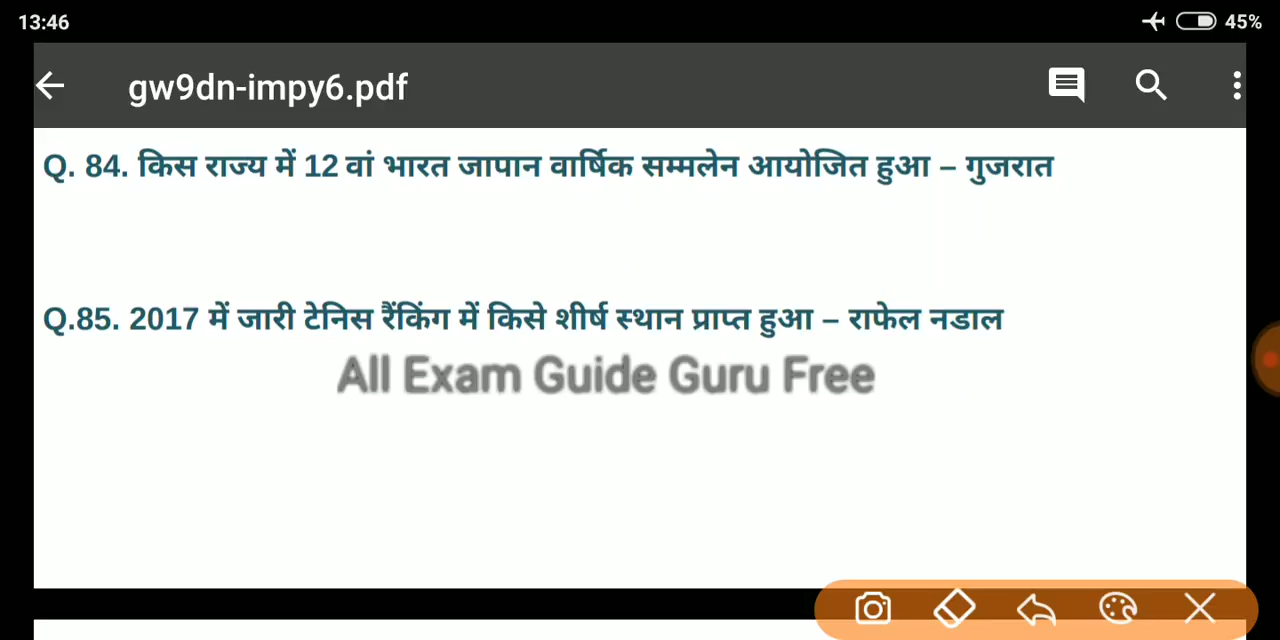 13:46
45%
gw9dn-impy6.pdf
Q. 84. किस राज्य में 12 वां भारत जापान वार्षिक सम्मलेन आयोजित हुआ – गुजरात
Q.85. 2017 में जारी टेनिस रैंकिंग में किसे शीर्ष स्थान प्राप्त हुआ – राफेल नडाल
All Exam Guide Guru Free